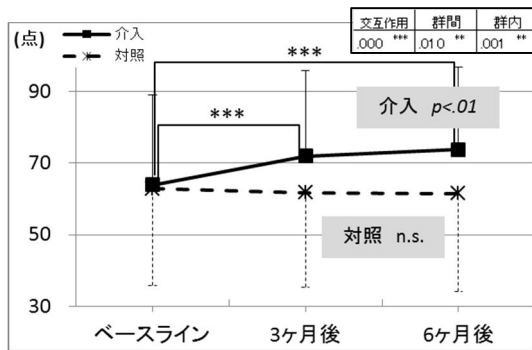 (点)
介入
対照
交互作用 群間 群内
.000 *** .010 ** .001 **
***
90
介入 p<.01
***
70
50
対照 n.s.
30
ベースライン 3ヶ月後 6ヶ月後